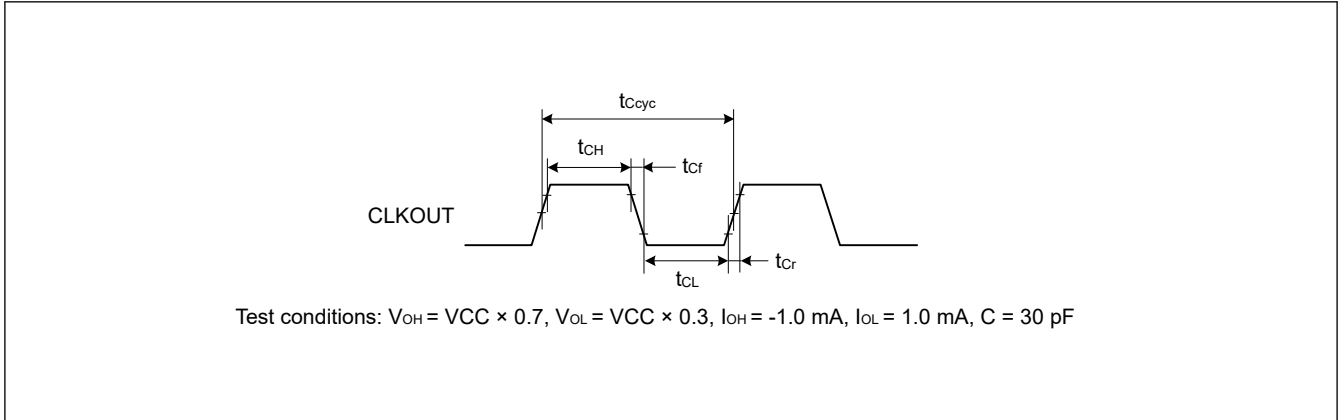 tCcyc
tCH
tCf
CLKOUT
tCL
tCr
Test conditions: VOH = VCC × 0.7, VOL = VCC × 0.3, IOH = -1.0 mA, IOL = 1.0 mA, C = 30 pF